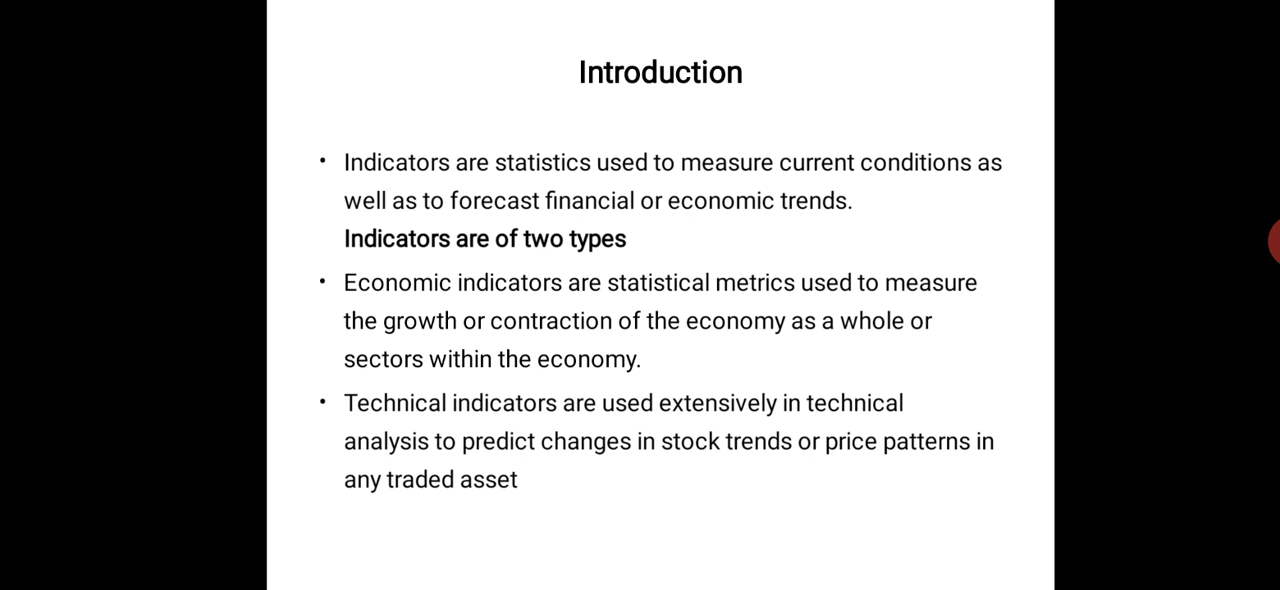 Introduction
• Indicators are statistics used to measure current conditions as
well as to forecast financial or economic trends.
Indicators are of two types
• Economic indicators are statistical metrics used to measure
the growth or contraction of the economy as a whole or
sectors within the economy.
• Technical indicators are used extensively in technical
analysis to predict changes in stock trends or price patterns in
any traded asset